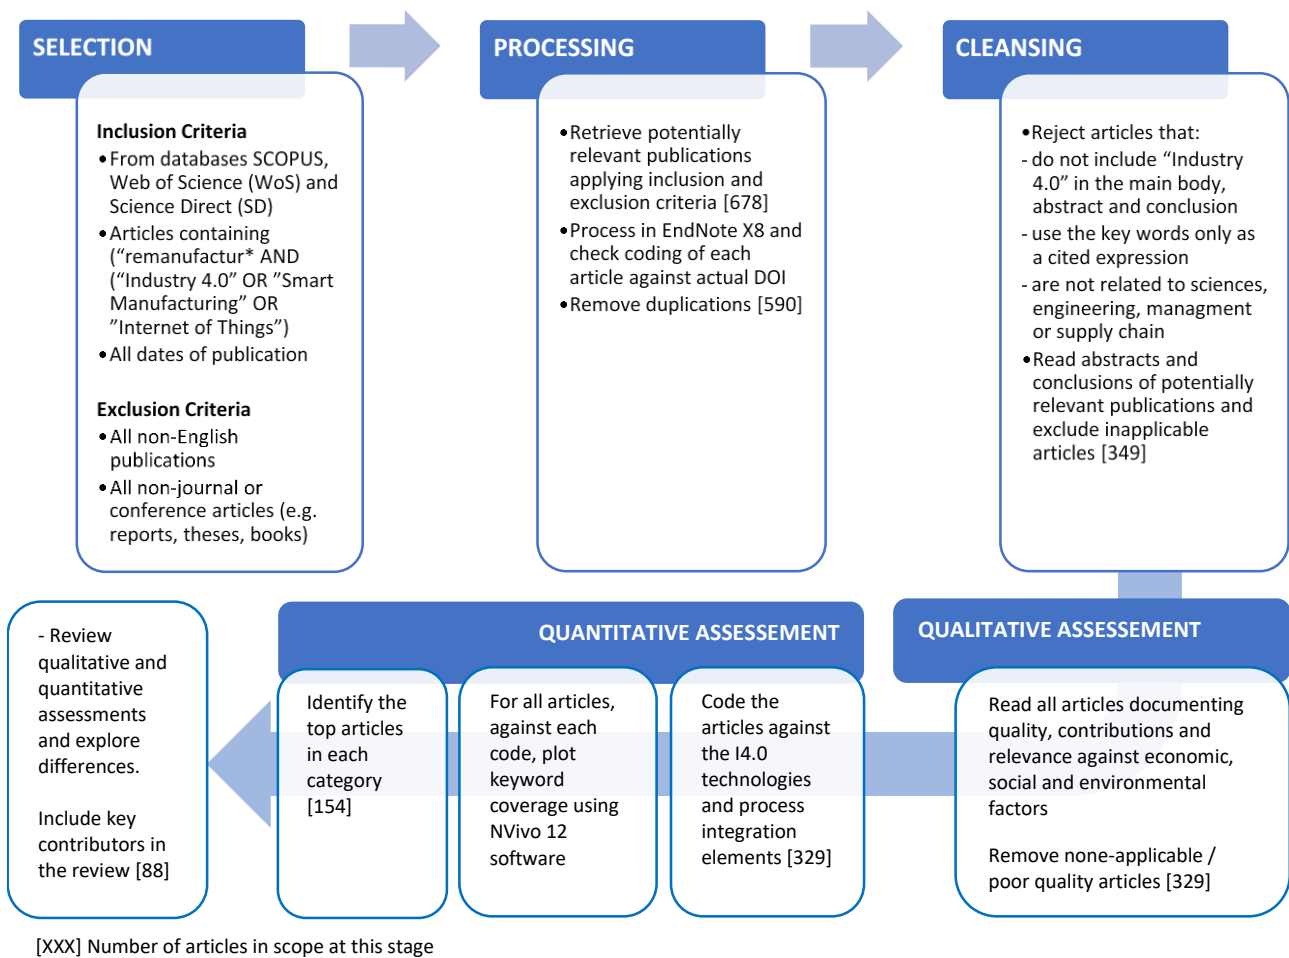 SELECTION
Inclusion Criteria
•From databases SCOPUS,
Web of Science (WoS) and
Science Direct (SD)
•Articles containing
(“remanufactur* AND
(“Industry 4.0” OR ”Smart
Manufacturing” OR
”Internet of Things”)
•All dates of publication
Exclusion Criteria
•All non-English
publications
•All non-journal or
conference articles (e.g.
reports, theses, books)
PROCESSING
•Retrieve potentially
relevant publications
applying inclusion and
exclusion criteria [678]
•Process in EndNote X8 and
check coding of each
article against actual DOI
•Remove duplications [590]
CLEANSING
•Reject articles that:
- do not include “Industry
4.0” in the main body,
abstract and conclusion
- use the key words only as
a cited expression
- are not related to sciences,
engineering, managment
or supply chain
•Read abstracts and
conclusions of potentially
relevant publications and
exclude inapplicable
articles [349]
QUALITATIVE ASSESSEMENT
Read all articles documenting
quality, contributions and
relevance against economic,
social and environmental
factors
Remove none-applicable /
poor quality articles [329]
QUANTITATIVE ASSESSEMENT
Code the
articles against
the I4.0
technologies
and process
integration
elements [329]
For all articles,
against each
code, plot
keyword
coverage using
NVivo 12
software
Identify the
top articles
in each
category
[154]
- Review
qualitative and
quantitative
assessments
and explore
differences.
Include key
contributors in
the review [88]
[XXX] Number of articles in scope at this stage